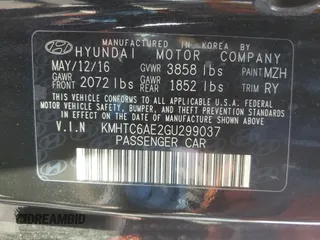 MANUFACTURED IN KOREA BY
HYUNDAI MOTOR COMPANY
MAY/12/16 GVWR 3858 lbs PAINT MZH
GAWR FRONT 2072 lbs GAWR REAR 1852 lbs TRIM RY
THIS VEHICLE CONFORMS TO ALL APPLICABLE U.S. FEDERAL
MOTOR VEHICLE SAFETY, BUMPER, AND THEFT PREVENTION
STANDARDS IN EFFECT ON THE DATE OF MANUFACTURE
SHOWN ABOVE.
V.I.N KMHTC6AE2GU299037
PASSENGER CAR
DREAMBID